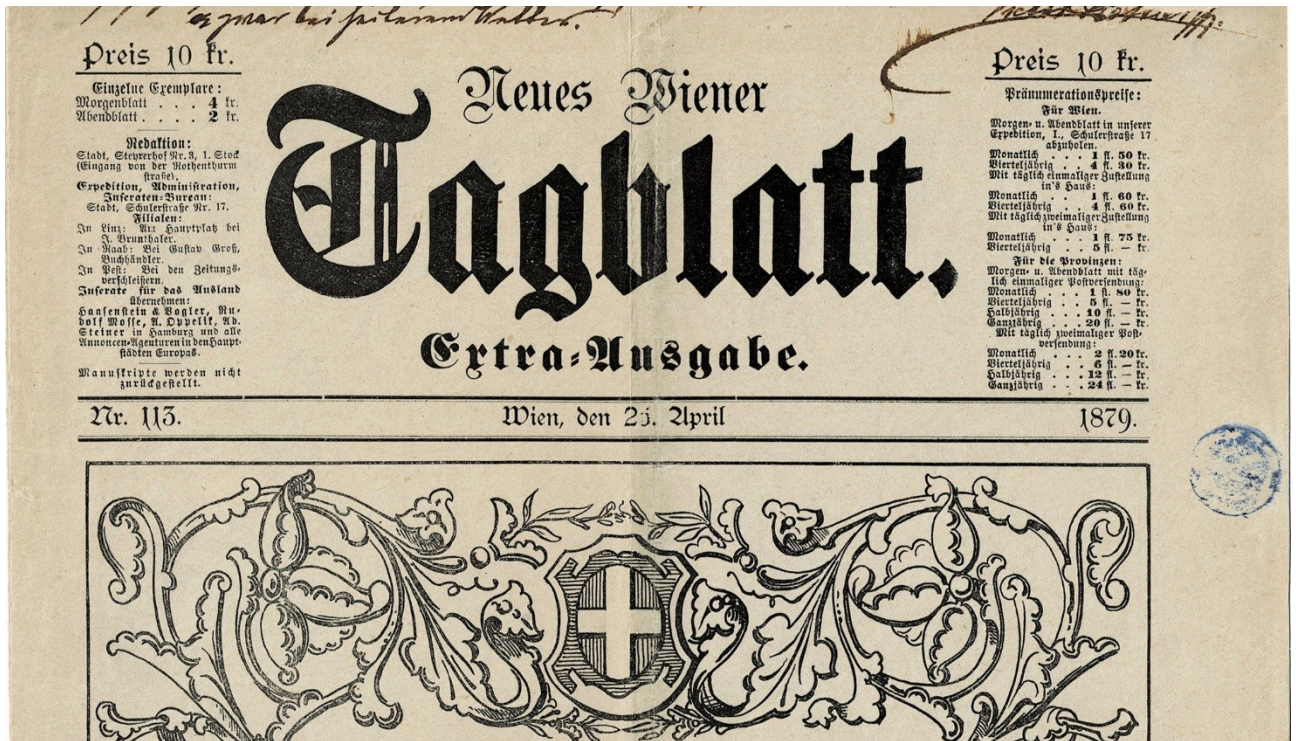 Preis 10 kr.
Einzelne Exemplare:
Morgenblatt . . . . 4 kr.
Abendblatt . . . . 2 kr.
Redaktion:
Stadt, Steyrerhof Nr. 3, 1. Stock
(Eingang von der Rothenthurm
straße),
Expedition, Administration,
Inseraten-Bureau:
Stadt, Schulerstraße Nr. 17.
Filialen:
In Linz: Am Hauptplatz bei
J. Brunthaler.
In Raab: Bei Gustav Groß,
Buchhändler.
In Pest: Bei den Zeitungs-
verschleißern.
Inserate für das Ausland
übernehmen:
Haasenstein & Vogler, Ru-
dolf Mosse, A. Oppelik, Ad.
Steiner in Hamburg und alle
Annoncen-Agenturen in den Haupt-
städten Europas.
Manuskripte werden nicht
zurückgestellt.
Neues Wiener
Tagblatt.
Extra-Ausgabe.
Preis 10 kr.
Pränumerationspreise:
Für Wien.
Morgen- u. Abendblatt in unserer
Expedition, I., Schulerstraße 17
abzuholen.
Monatlich . . . 1 fl. 50 kr.
Vierteljährig . . 4 fl. 30 kr.
Mit täglich einmaliger Zustellung
in's Haus:
Monatlich . . . 1 fl. 60 kr.
Vierteljährig . . 4 fl. 60 kr.
Mit täglich zweimaliger Zustellung
in's Haus:
Monatlich . . . 1 fl. 75 kr.
Vierteljährig . . 5 fl. — kr.
Für die Provinzen:
Morgen- u. Abendblatt mit täg-
lich einmaliger Postversendung:
Monatlich . . . 1 fl. 80 kr.
Vierteljährig . . . 5 fl. — kr.
Halbjährig . . . 10 fl. — kr.
Ganzjährig . . . 20 fl. — kr.
Mit täglich zweimaliger Post-
versendung:
Monatlich . . . 2 fl. 20 kr.
Vierteljährig . . . 6 fl. — kr.
Halbjährig . . . 12 fl. — kr.
Ganzjährig . . . 24 fl. — kr.
Nr. 113. Wien, den April 1879.